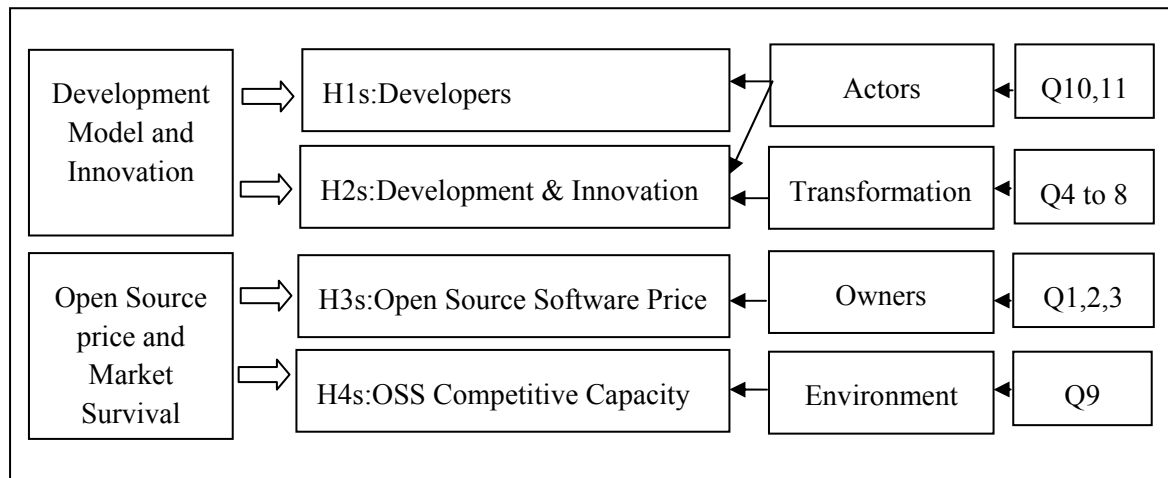 Development
Model and
Innovation
H1s:Developers
Actors
Q10,11
H2s:Development & Innovation
Transformation
Q4 to 8
Open Source
price and
Market
Survival
H3s:Open Source Software Price
Owners
Q1,2,3
H4s:OSS Competitive Capacity
Environment
Q9